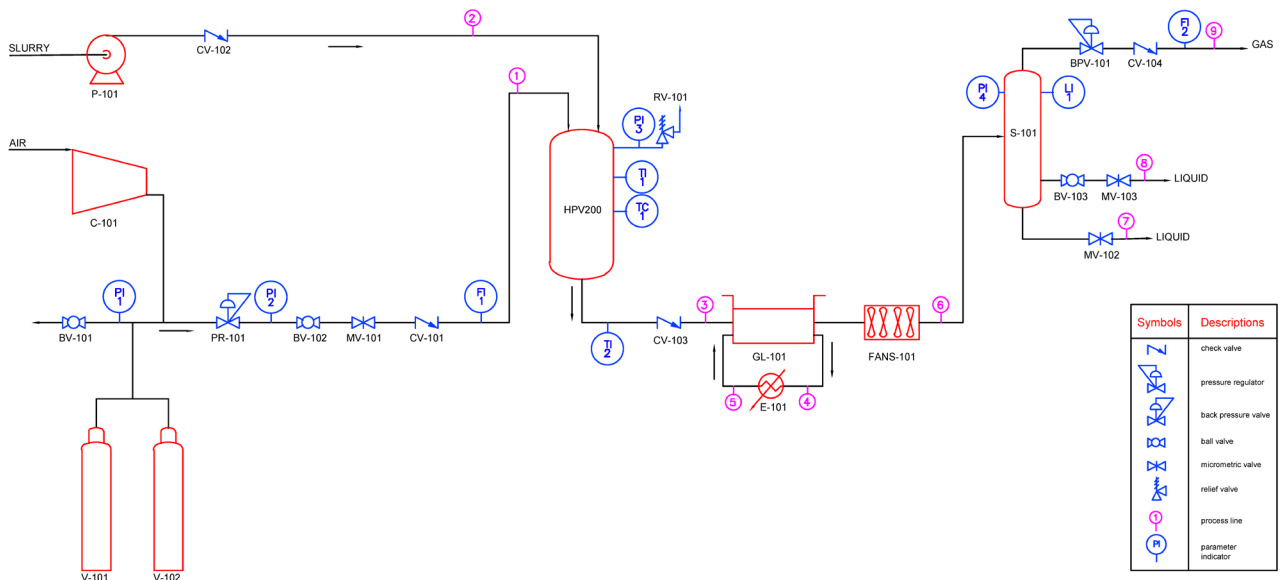 SLURRY
P-101
CV-102
2
1
AIR
C-101
PI
1
BV-101
PR-101
PI
2
BV-102
MV-101
CV-101
FI
1
V-101
V-102
HPV200
PI
3
RV-101
TI
1
TC
1
TI
2
CV-103
3
GL-101
5
E-101
4
FANS-101
6
PI
4
LI
1
S-101
BPV-101
CV-104
FI
2
9
GAS
BV-103
MV-103
8
LIQUID
MV-102
7
LIQUID
Symbols
Descriptions
check valve
pressure regulator
back pressure valve
ball valve
micrometric valve
relief valve
1
process line
PI
parameter
indicator